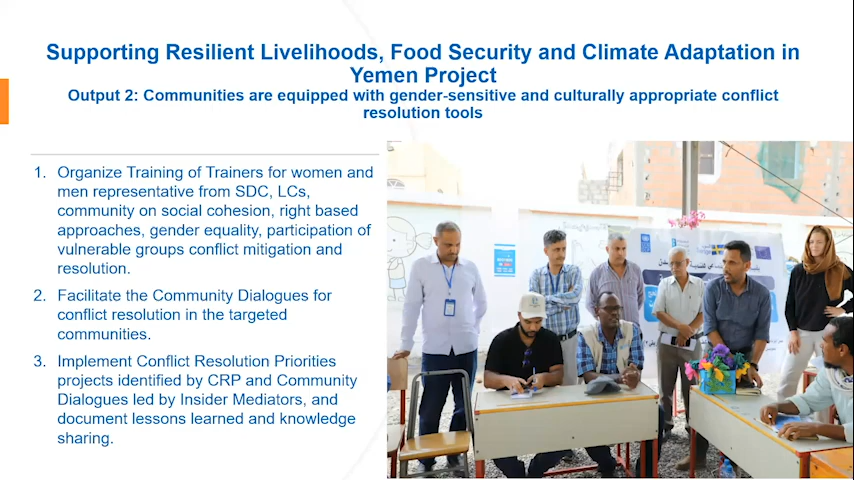 Supporting Resilient Livelihoods, Food Security and Climate Adaptation in
Yemen Project
Output 2: Communities are equipped with gender-sensitive and culturally appropriate conflict
resolution tools
1. Organize Training of Trainers for women and
men representative from SDC, LCs,
community on social cohesion, right based
approaches, gender equality, participation of
vulnerable groups conflict mitigation and
resolution.
2. Facilitate the Community Dialogues for
conflict resolution in the targeted
communities.
3. Implement Conflict Resolution Priorities
projects identified by CRP and Community
Dialogues led by Insider Mediators, and
document lessons learned and knowledge
sharing.